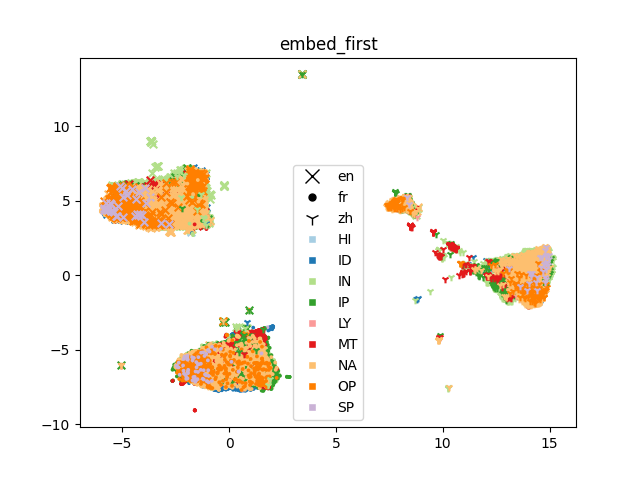 embed_first
10
5
0
−5
−10
−5
0
5
10
15
en
fr
zh
HI
ID
IN
IP
LY
MT
NA
OP
SP